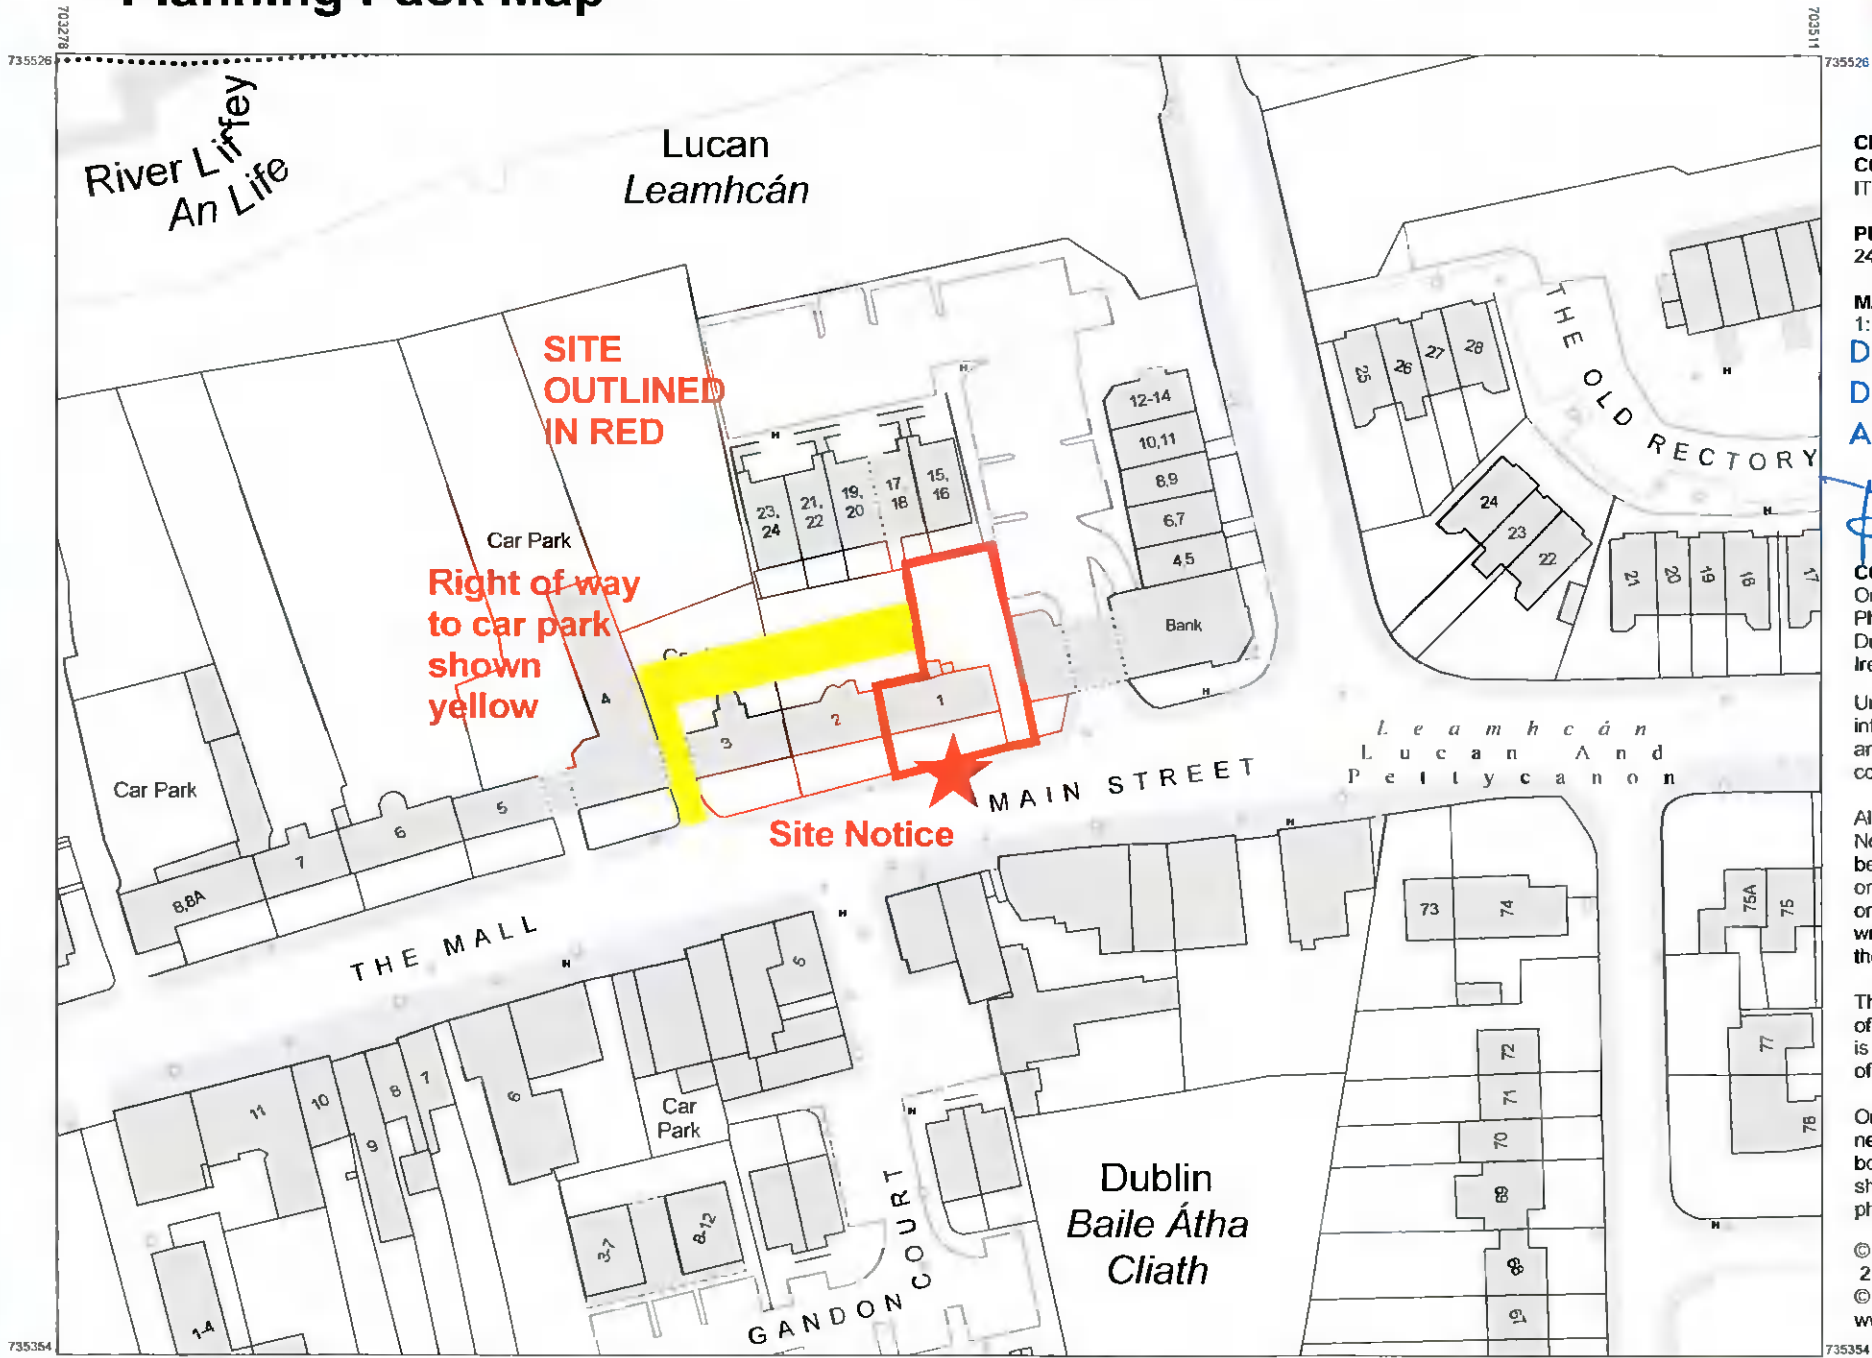 Planning Pack Map
703278
703511
735526
735526
River Liffey
An Life
Lucan
Leamhcán
SITE
OUTLINED
IN RED
Car Park
Right of way
to car park
shown
yellow
Car Park
Site Notice
MAIN STREET
THE MALL
THE OLD RECTORY
Leamhcán
Lucan And
Pettycanon
Bank
12-14
10,11
8,9
6,7
4,5
23,
24
21,
22
19,
20
17,
18
15,
16
H
H
H
H
H
H
H
H
H
H
25
26
27
28
24
23
22
21
20
19
18
17
1
2
3
4
5
6
7
8,8A
5
6
7
8
9
10
11
1-4
Car
Park
3-7
8-12
GANDON COURT
Dublin
Baile Átha
Cliath
73
74
75A
75
77
76
72
71
70
69
68
67
735354
735354